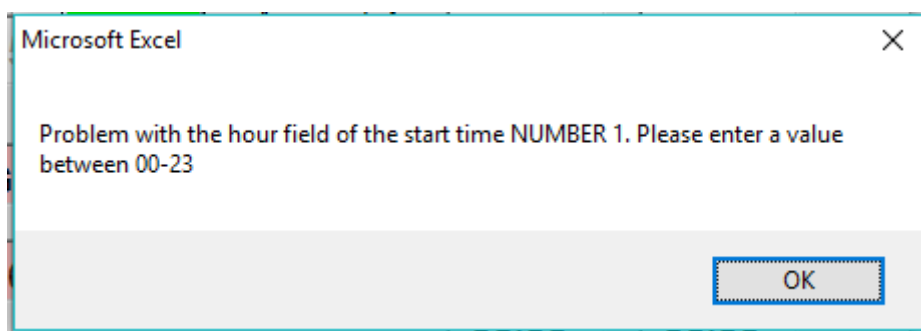 Microsoft Excel
Problem with the hour field of the start time NUMBER 1. Please enter a value
between 00-23
OK